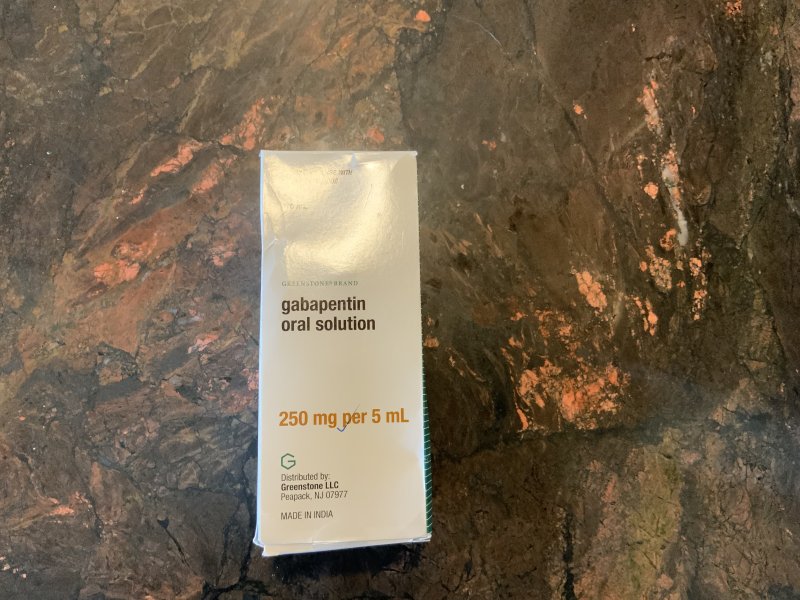 WITH
GREENSTONE® BRAND
gabapentin
oral solution
250 mg per 5 mL
G
Distributed by:
Greenstone LLC
Peapack, NJ 07977
MADE IN INDIA